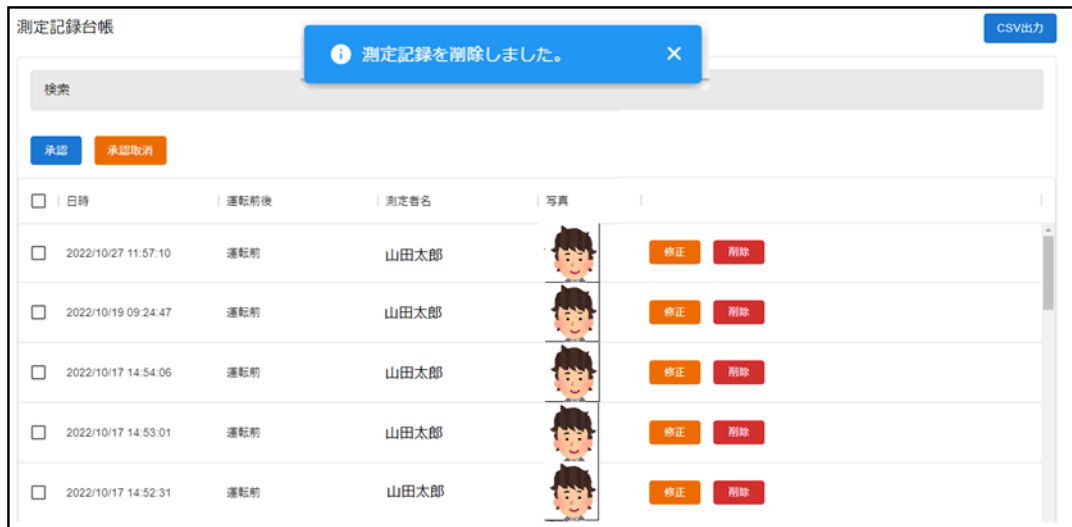 測定記録台帳
CSV出力
測定記録を削除しました。
検索
承認 承認取消
日時 運転前後 測定者名 写真
2022/10/27 11:57:10 運転前 山田太郎 修正 削除
2022/10/19 09:24:47 運転前 山田太郎 修正 削除
2022/10/17 14:54:06 運転前 山田太郎 修正 削除
2022/10/17 14:53:01 運転前 山田太郎 修正 削除
2022/10/17 14:52:31 運転前 山田太郎 修正 削除